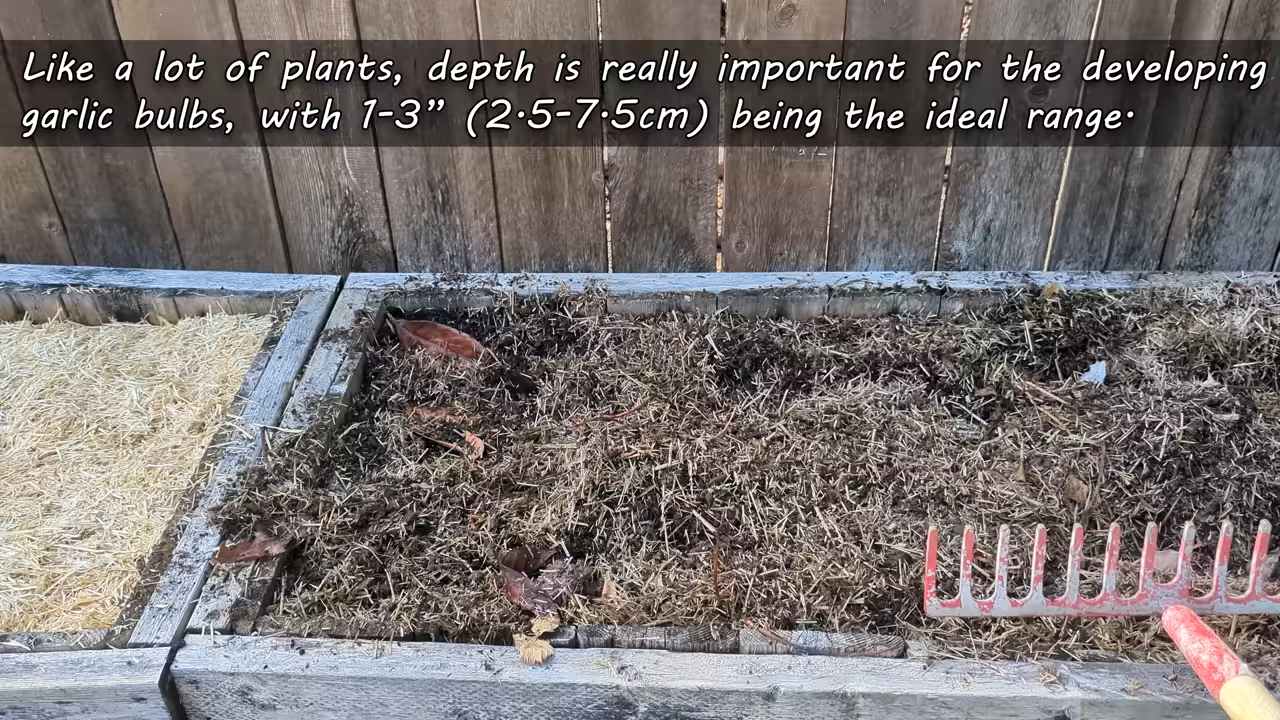 Like a lot of plants, depth is really important for the developing
garlic bulbs, with 1-3” (2·5-7·5cm) being the ideal range·